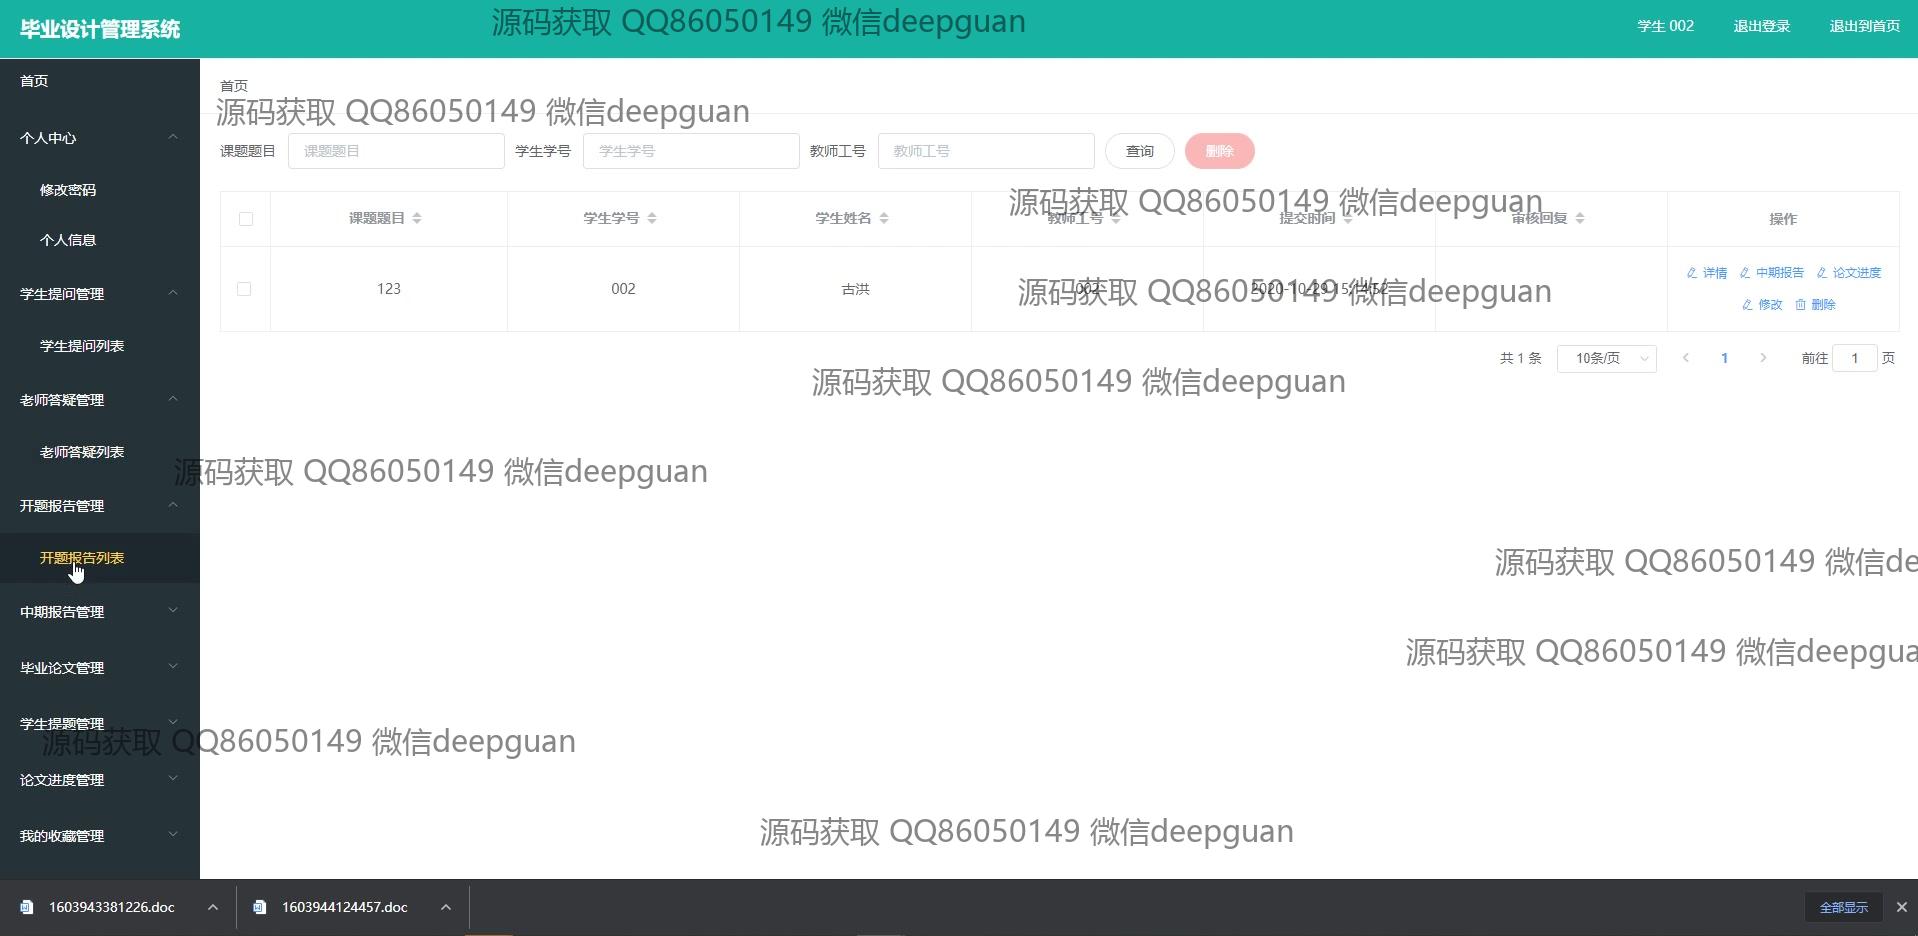 毕业设计管理系统
源码获取 QQ86050149 微信deepguan
学生 002
退出登录
退出到首页
首页
个人中心
修改密码
个人信息
学生提问管理
学生提问列表
老师答疑管理
老师答疑列表
开题报告管理
开题报告列表
中期报告管理
毕业论文管理
学生提题管理
论文进度管理
我的收藏管理
首页
源码获取 QQ86050149 微信deepguan
课题题目 课题题目 学生学号 学生学号 教师工号 教师工号 查询 删除
源码获取 QQ86050149 微信deepguan
课题题目 学生学号 学生姓名 教师工号 提交时间 审核回复 操作
123 002 古洪 002 2020-10-29 15:14:52
详情 中期报告 论文进度
修改 删除
源码获取 QQ86050149 微信deepguan
共 1 条 10条/页 1 前往 1 页
源码获取 QQ86050149 微信deepguan
源码获取 QQ86050149 微信deepguan
源码获取 QQ86050149 微信de
源码获取 QQ86050149 微信deepgua
源码获取 QQ86050149 微信deepguan
源码获取 QQ86050149 微信deepguan
1603943381226.doc
1603944124457.doc
全部显示